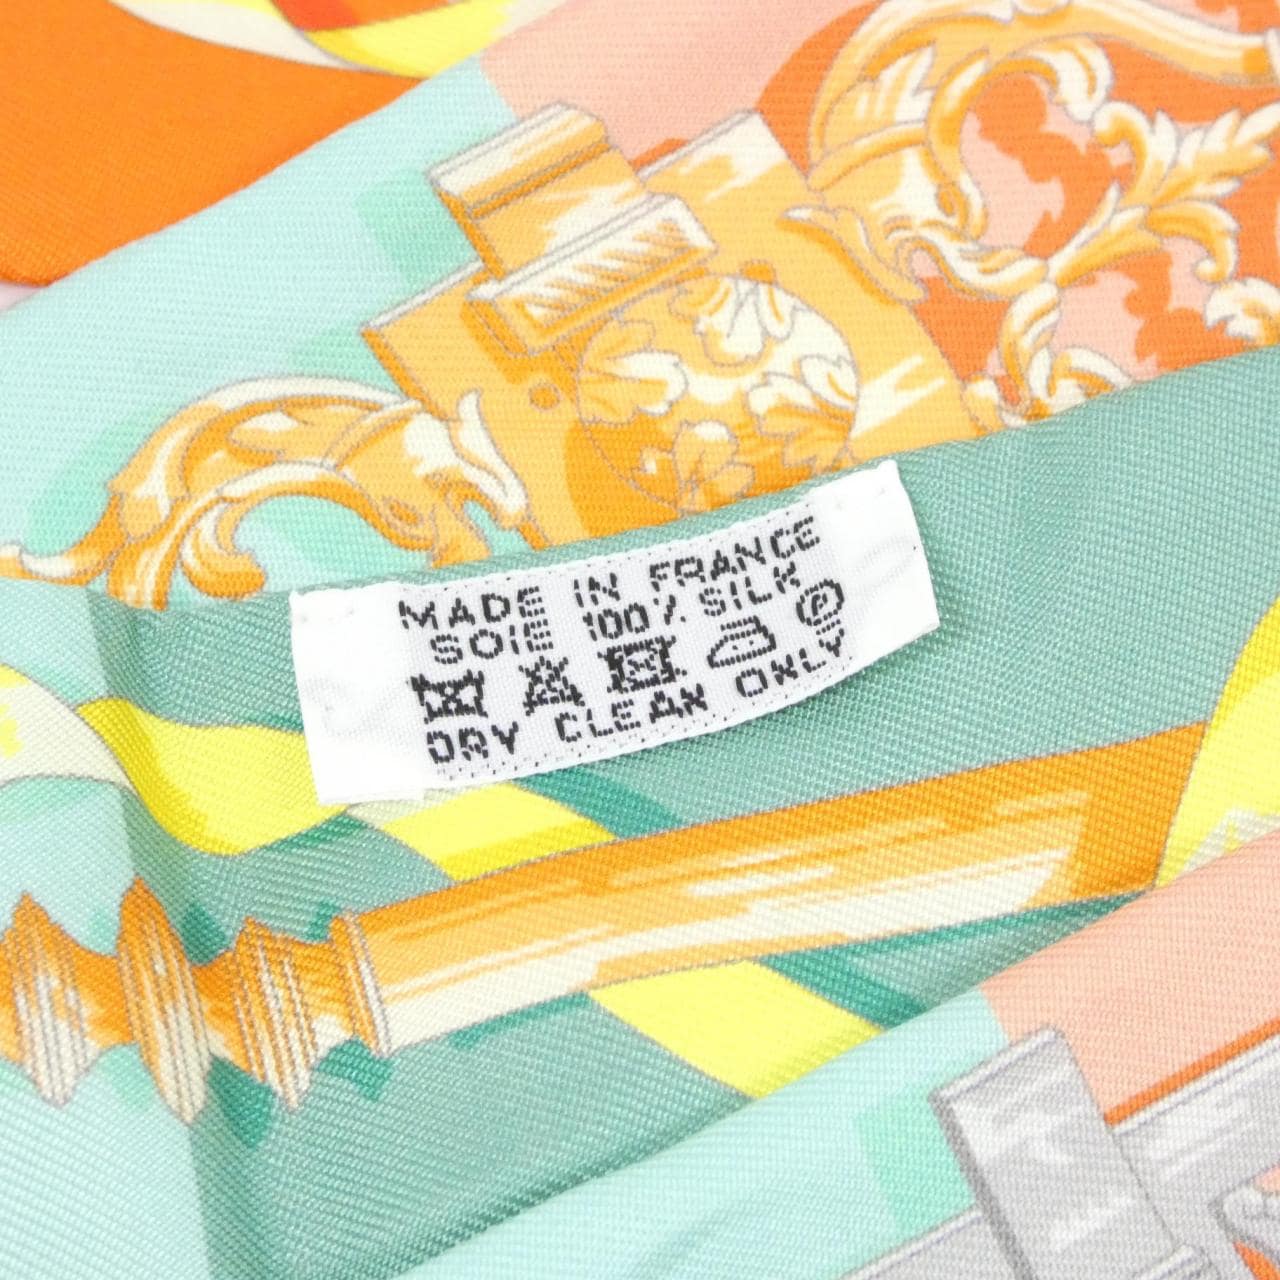 MADE IN FRANCE
SOIE 100% SILK
P
DRY CLEAN ONLY